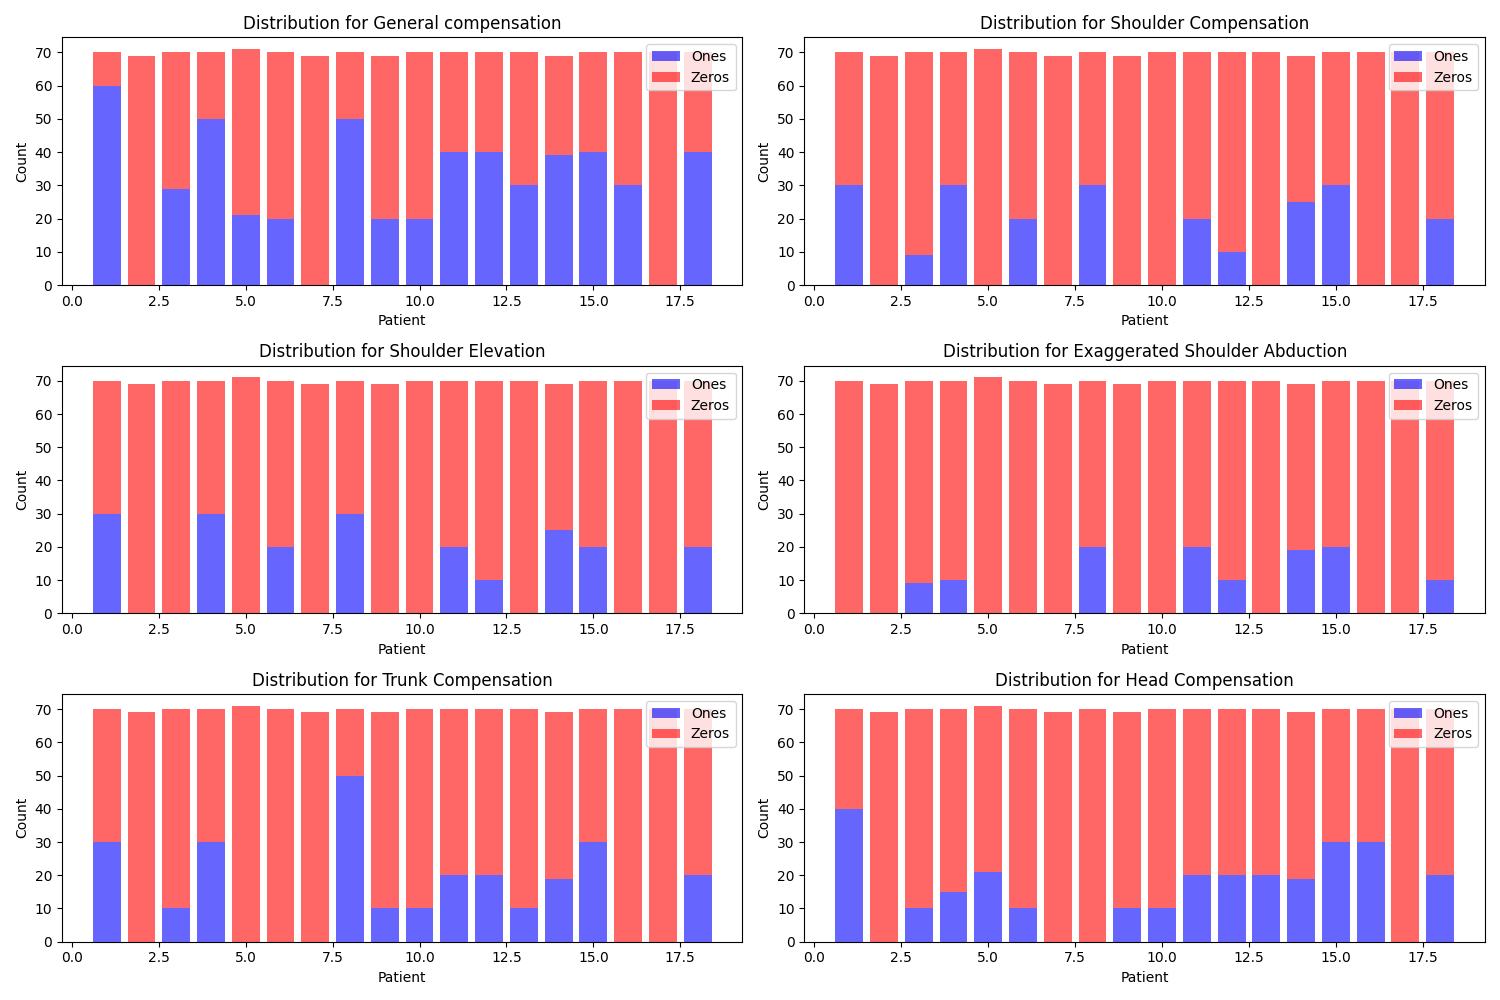 Distribution for General compensation
Count
70
60
50
40
30
20
10
0
Ones
Zeros
0.0 2.5 5.0 7.5 10.0 12.5 15.0 17.5
Patient
Distribution for Shoulder Compensation
Count
70
60
50
40
30
20
10
0
Ones
Zeros
0.0 2.5 5.0 7.5 10.0 12.5 15.0 17.5
Patient
Distribution for Shoulder Elevation
Count
70
60
50
40
30
20
10
0
Ones
Zeros
0.0 2.5 5.0 7.5 10.0 12.5 15.0 17.5
Patient
Distribution for Exaggerated Shoulder Abduction
Count
70
60
50
40
30
20
10
0
Ones
Zeros
0.0 2.5 5.0 7.5 10.0 12.5 15.0 17.5
Patient
Distribution for Trunk Compensation
Count
70
60
50
40
30
20
10
0
Ones
Zeros
0.0 2.5 5.0 7.5 10.0 12.5 15.0 17.5
Patient
Distribution for Head Compensation
Count
70
60
50
40
30
20
10
0
Ones
Zeros
0.0 2.5 5.0 7.5 10.0 12.5 15.0 17.5
Patient